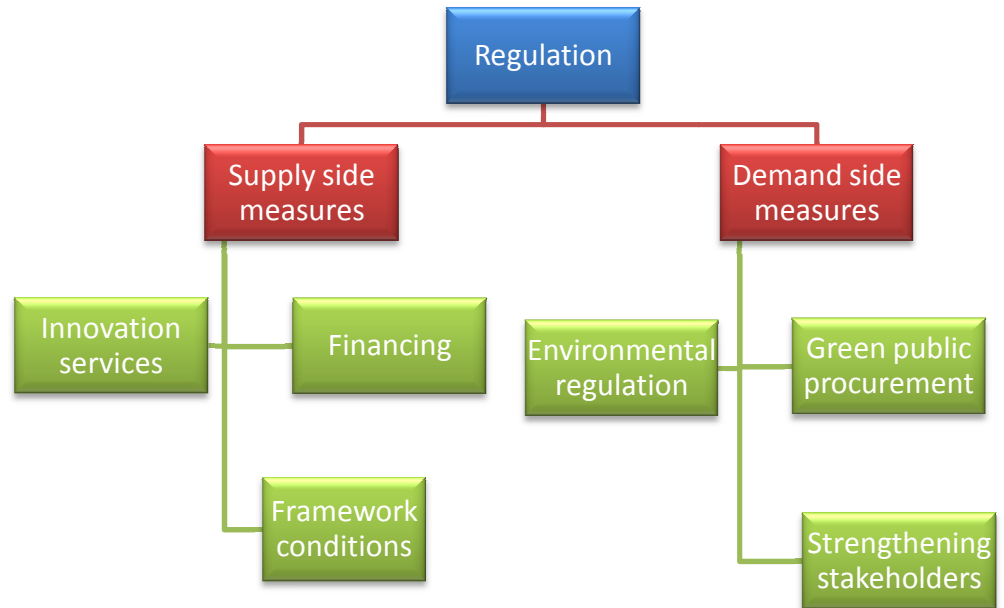 Regulation
Supply side
measures
Demand side
measures
Innovation
services
Financing
Environmental
regulation
Green public
procurement
Framework
conditions
Strengthening
stakeholders